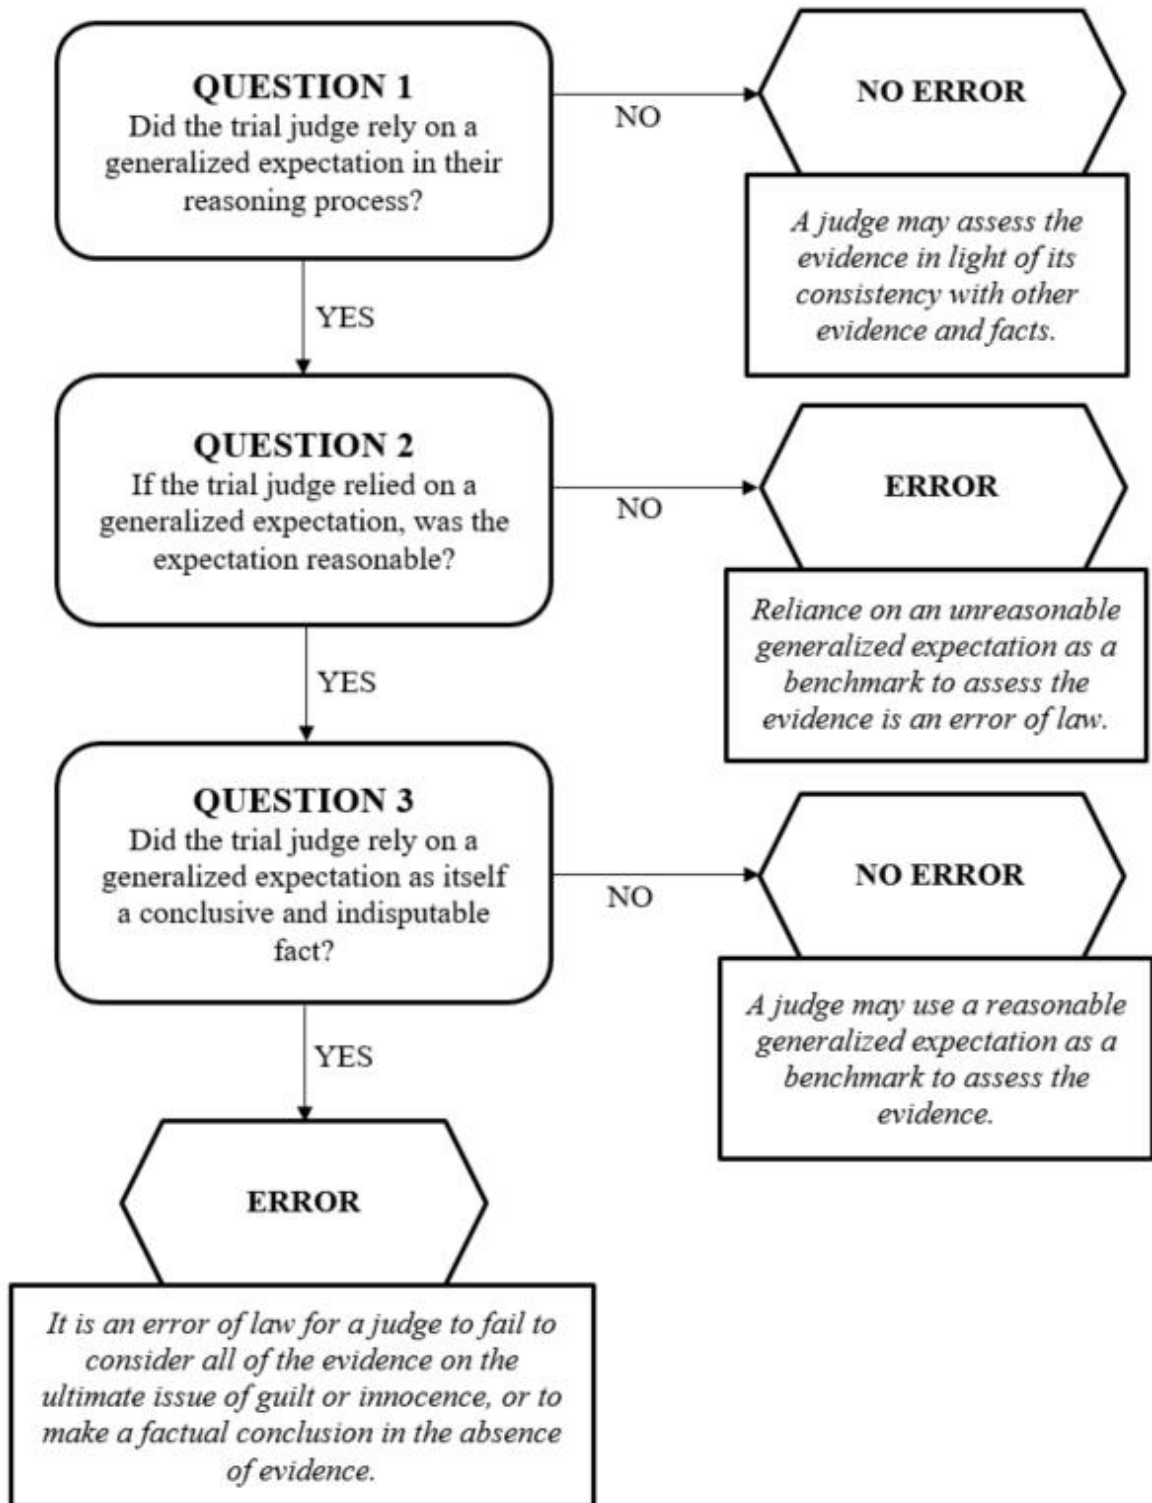 QUESTION 1
Did the trial judge rely on a
generalized expectation in their
reasoning process?
NO
NO ERROR
A judge may assess the
evidence in light of its
consistency with other
evidence and facts.
YES
QUESTION 2
If the trial judge relied on a
generalized expectation, was the
expectation reasonable?
NO
ERROR
Reliance on an unreasonable
generalized expectation as a
benchmark to assess the
evidence is an error of law.
YES
QUESTION 3
Did the trial judge rely on a
generalized expectation as itself
a conclusive and indisputable
fact?
NO
NO ERROR
A judge may use a reasonable
generalized expectation as a
benchmark to assess the
evidence.
YES
ERROR
It is an error of law for a judge to fail to
consider all of the evidence on the
ultimate issue of guilt or innocence, or to
make a factual conclusion in the absence
of evidence.